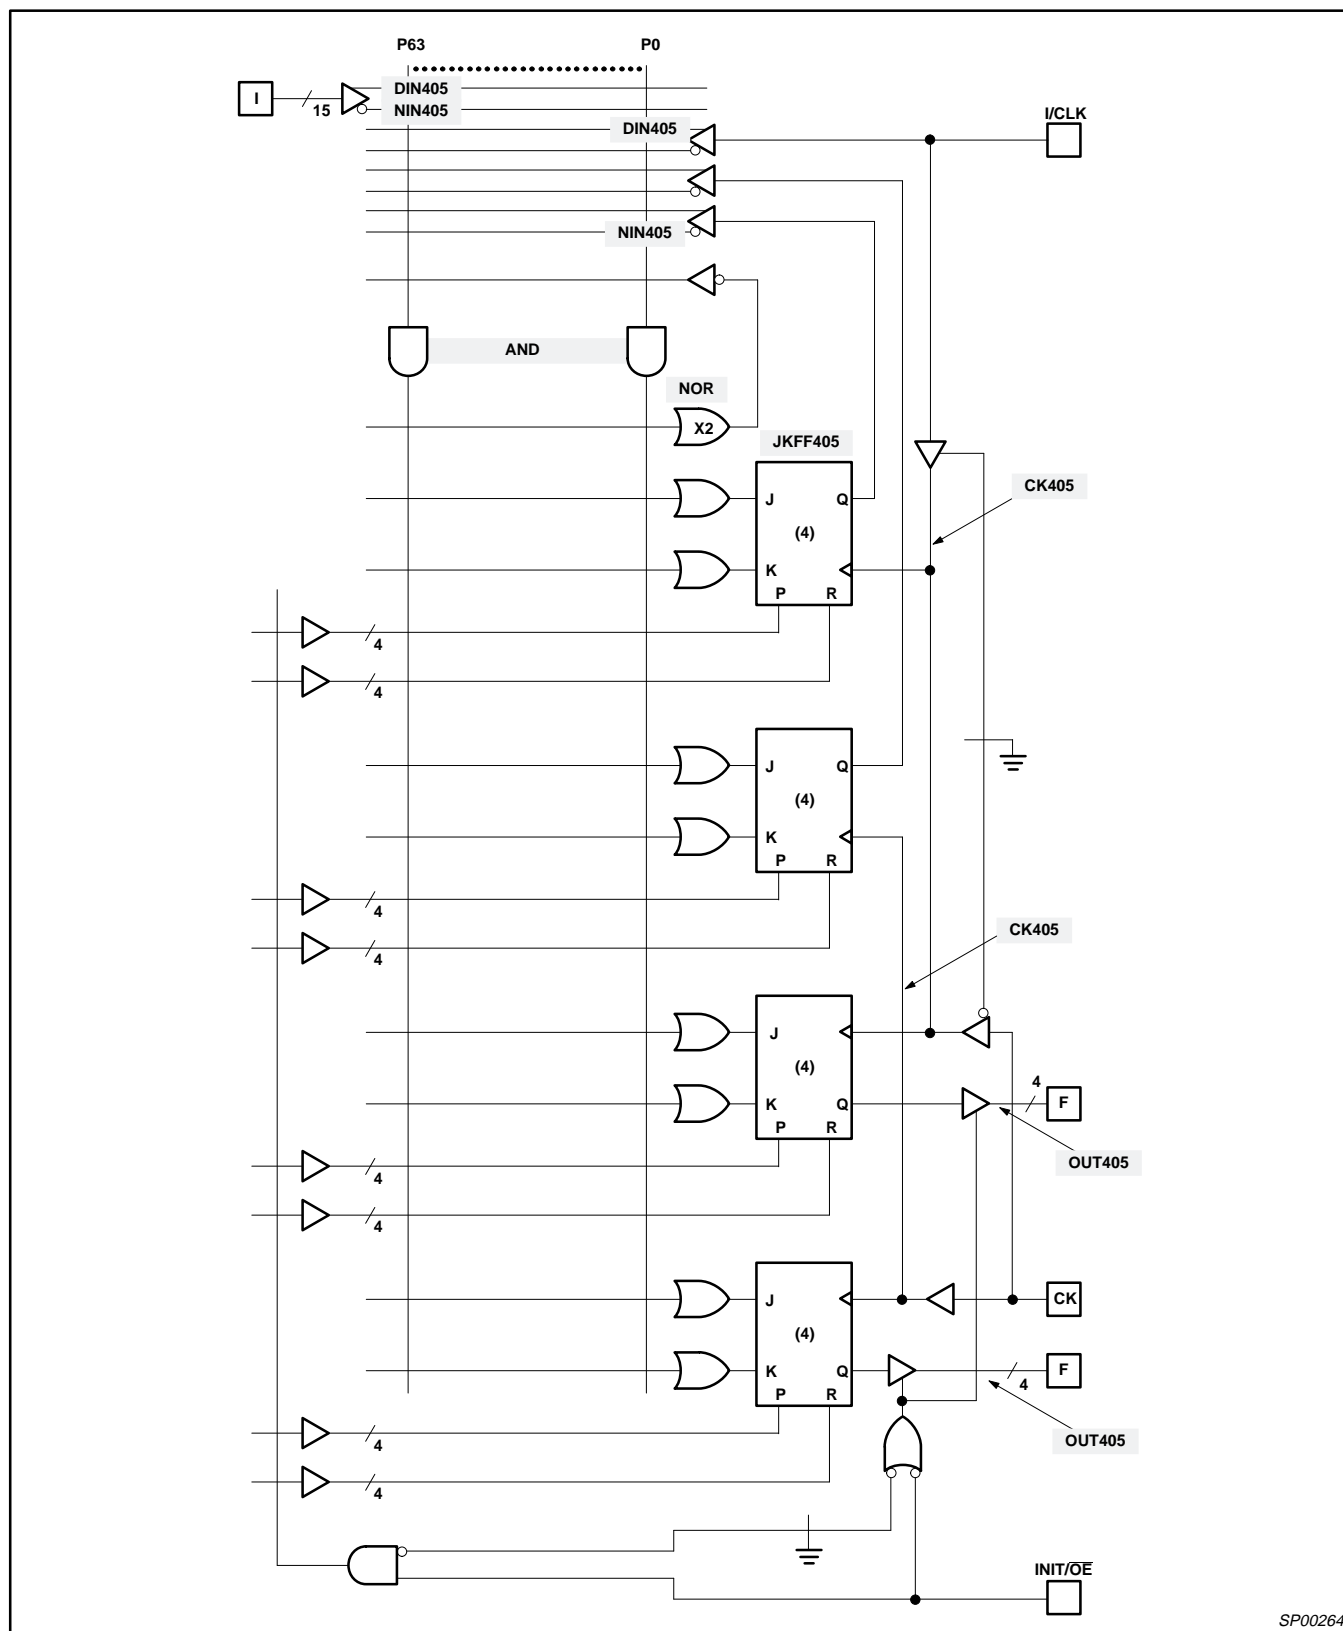 P63 P0
I 15 DIN405
NIN405
DIN405
I/CLK
NIN405
AND
NOR
X2
JKFF405
CK405
J Q
(4)
K
P R
4
4
J Q
(4)
K
P R
4
4
CK405
J
(4)
K Q
P R
4
F
OUT405
4
4
J
CK
(4)
K Q
P R
4
F
OUT405
4
4
INIT/O̅E̅
SP00264